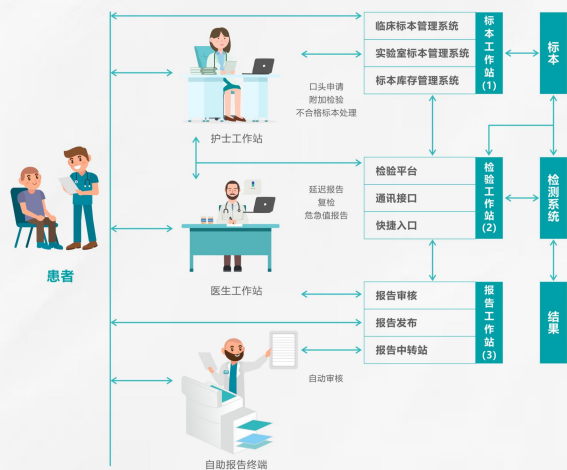 临床标本管理系统
实验室标本管理系统
标本库存管理系统
标本工作站(1)
标本
口头申请
附加检验
不合格标本处理
护士工作站
检验平台
通讯接口
快捷入口
检验工作站(2)
检测系统
延迟报告
复检
危急值报告
患者
医生工作站
报告审核
报告发布
报告中转站
报告工作站(3)
结果
自动审核
自助报告终端